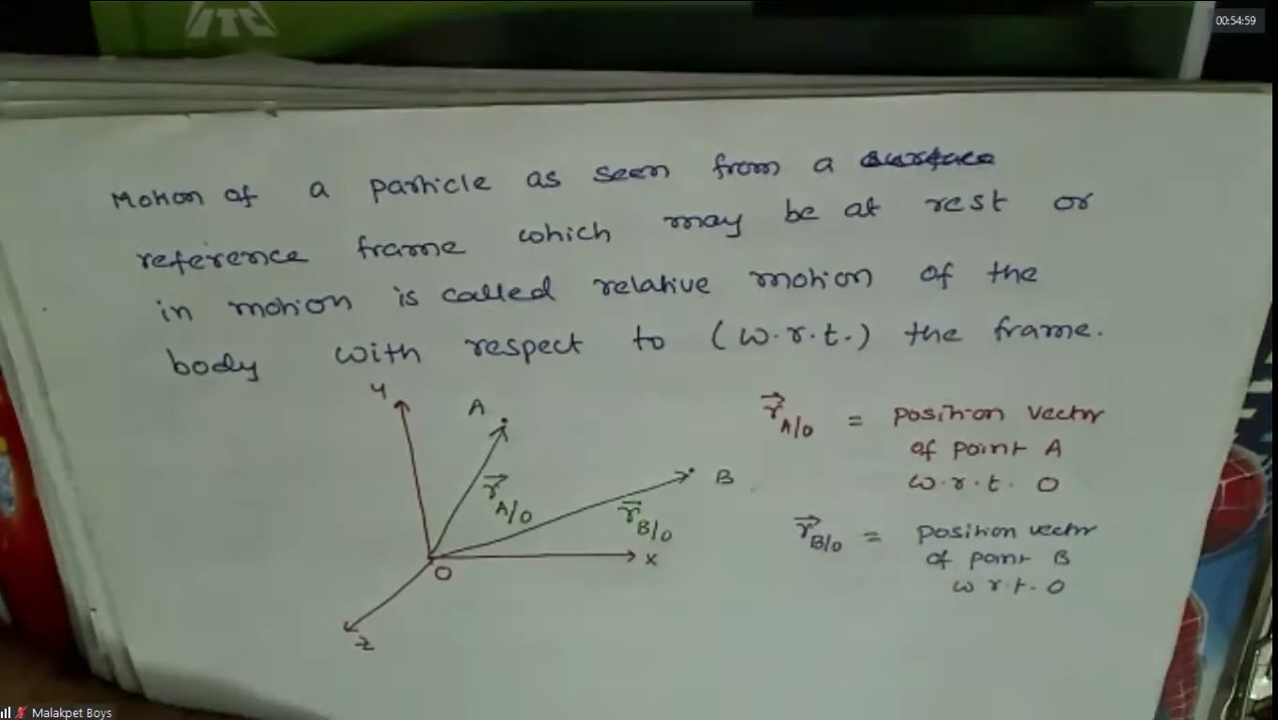 ITC
00:54:59
Motion of a particle as seen from a surface
reference frame which may be at rest or
in motion is called relative motion of the
body with respect to (w.r.t.) the frame.
y
A
r⃗A/O = position vector
of point A
w.r.t. O
B
r⃗A/O
r⃗B/O
r⃗B/O = position vector
of point B
w r.t. O
x
O
z
Malakpet Boys